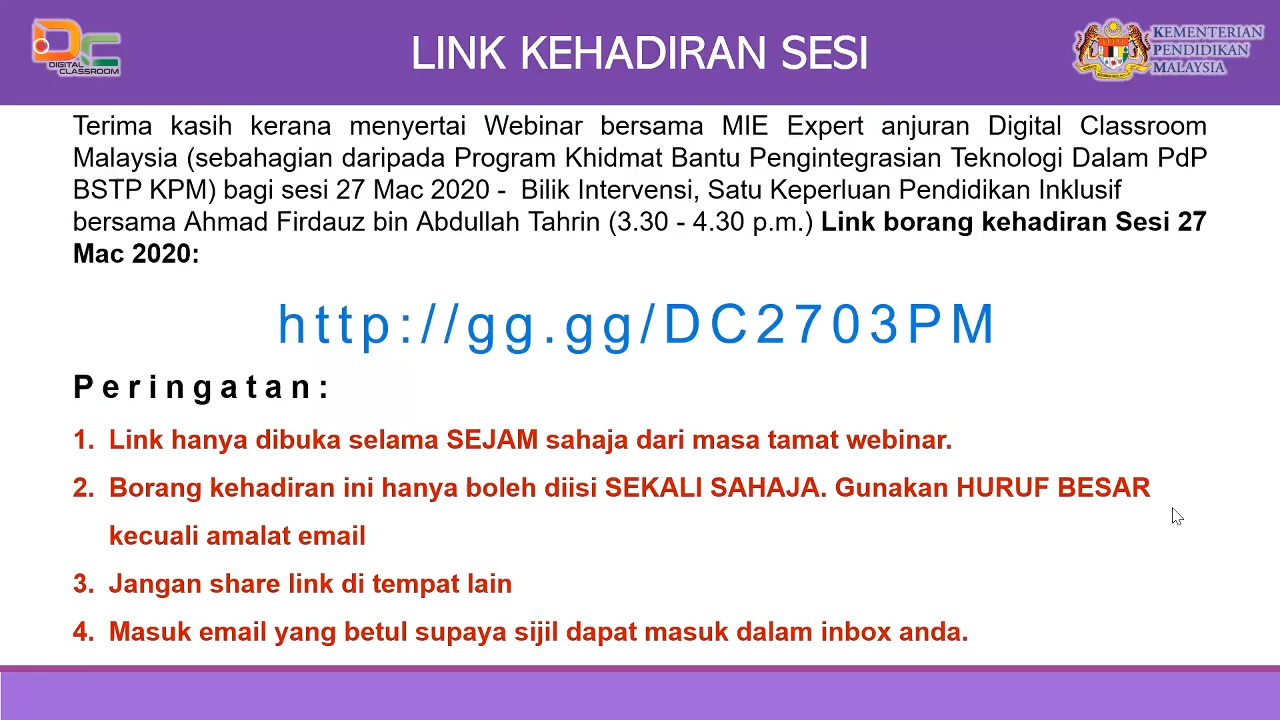 DIGITAL
CLASSROOM
LINK KEHADIRAN SESI
KEMENTERIAN
PENDIDIKAN
MALAYSIA
Terima kasih kerana menyertai Webinar bersama MIE Expert anjuran Digital Classroom
Malaysia (sebahagian daripada Program Khidmat Bantu Pengintegrasian Teknologi Dalam PdP
BSTP KPM) bagi sesi 27 Mac 2020 - Bilik Intervensi, Satu Keperluan Pendidikan Inklusif
bersama Ahmad Firdauz bin Abdullah Tahrin (3.30 - 4.30 p.m.) Link borang kehadiran Sesi 27
Mac 2020:
http://gg.gg/DC2703PM
Peringatan:
1. Link hanya dibuka selama SEJAM sahaja dari masa tamat webinar.
2. Borang kehadiran ini hanya boleh diisi SEKALI SAHAJA. Gunakan HURUF BESAR
kecuali amalat email
3. Jangan share link di tempat lain
4. Masuk email yang betul supaya sijil dapat masuk dalam inbox anda.